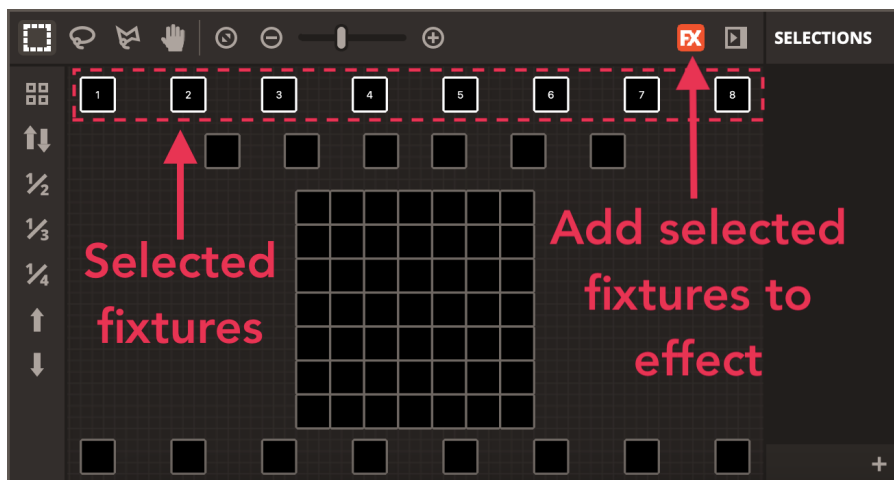 FX
SELECTIONS
1 2 3 4 5 6 7 8
1/2
1/3
1/4
Selected
fixtures
Add selected
fixtures to
effect
+